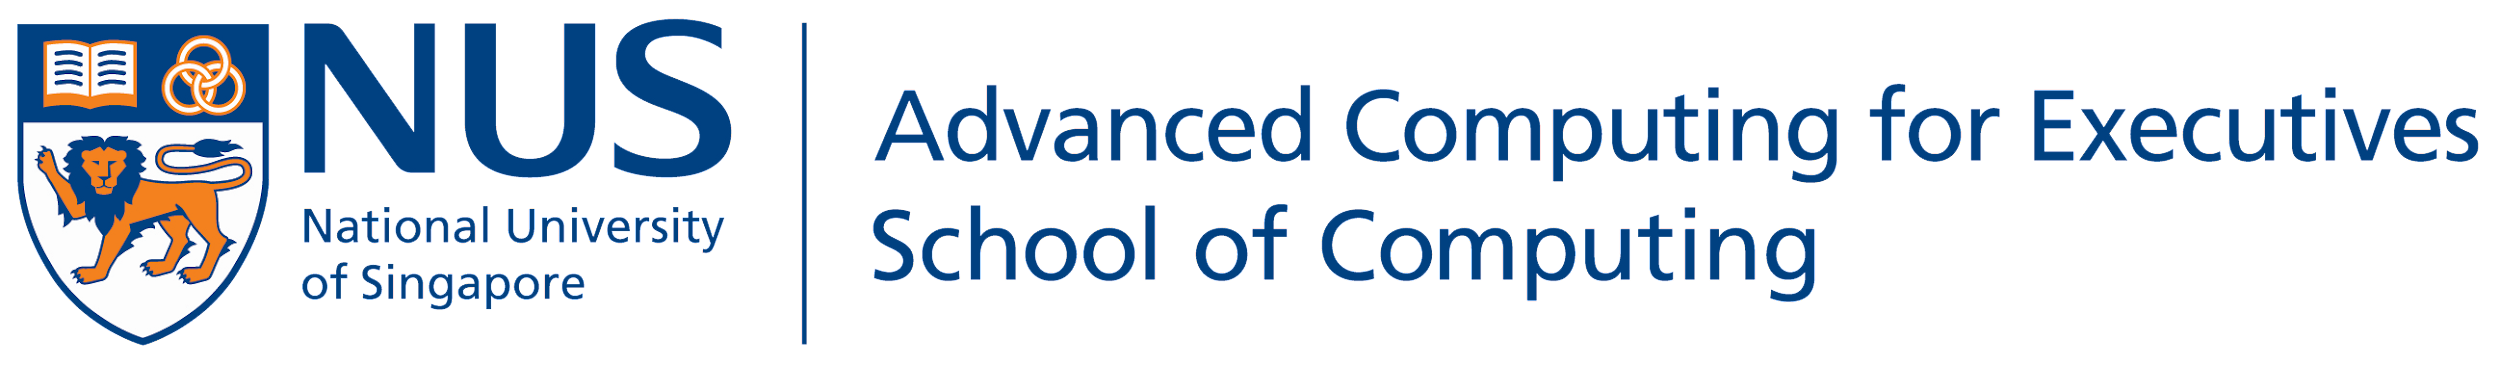 NUS
National University
of Singapore
Advanced Computing for Executives
School of Computing